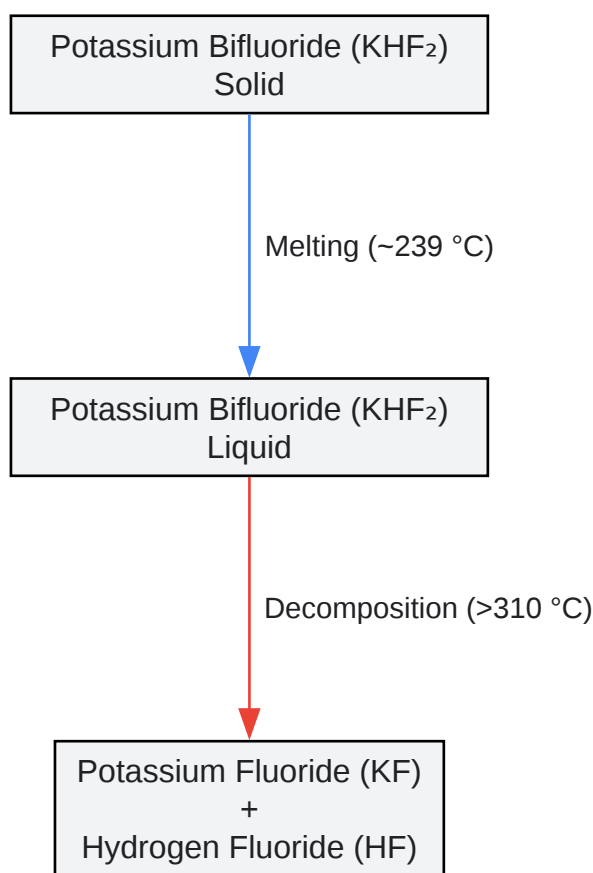 Potassium Bifluoride (KHF₂)
Solid
Melting (~239 °C)
Potassium Bifluoride (KHF₂)
Liquid
Decomposition (>310 °C)
Potassium Fluoride (KF)
+
Hydrogen Fluoride (HF)